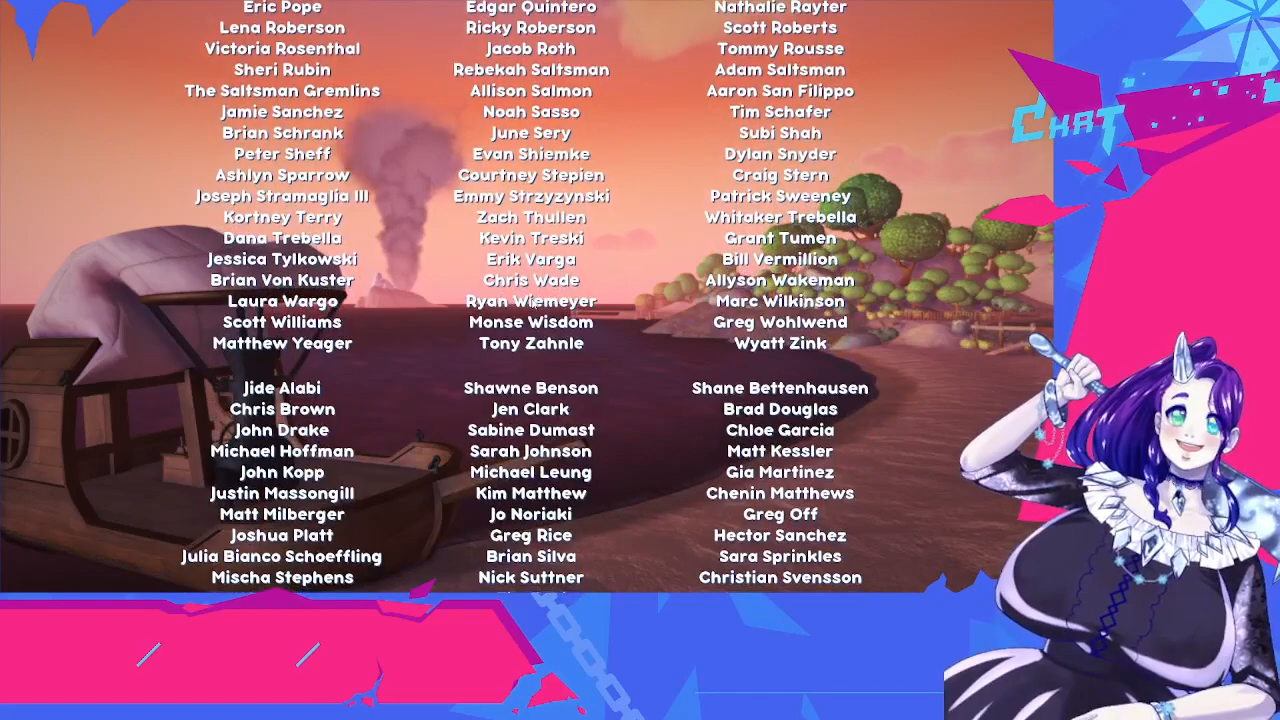 Eric Pope Edgar Quintero Nathalie Rayter
Lena Roberson Ricky Roberson Scott Roberts
Victoria Rosenthal Jacob Roth Tommy Rousse
Sheri Rubin Rebekah Saltsman Adam Saltsman
The Saltsman Gremlins Allison Salmon Aaron San Filippo
Jamie Sanchez Noah Sasso Tim Schafer
Brian Schrank June Sery Subi Shah
Peter Sheff Evan Shiemke Dylan Snyder
Ashlyn Sparrow Courtney Stepien Craig Stern
Joseph Stramaglia III Emmy Strzyzynski Patrick Sweeney
Kortney Terry Zach Thullen Whitaker Trebella
Dana Trebella Kevin Treski Grant Tumen
Jessica Tylkowski Erik Varga Bill Vermillion
Brian Von Kuster Chris Wade Allyson Wakeman
Laura Wargo Ryan Wiemeyer Marc Wilkinson
Scott Williams Monse Wisdom Greg Wohlwend
Matthew Yeager Tony Zahnle Wyatt Zink
Jide Alabi Shawne Benson Shane Bettenhausen
Chris Brown Jen Clark Brad Douglas
John Drake Sabine Dumast Chloe Garcia
Michael Hoffman Sarah Johnson Matt Kessler
John Kopp Michael Leung Gia Martinez
Justin Massongill Kim Matthew Chenin Matthews
Matt Milberger Jo Noriaki Greg Off
Joshua Platt Greg Rice Hector Sanchez
Julia Bianco Schoeffling Brian Silva Sara Sprinkles
Mischa Stephens Nick Suttner Christian Svensson
Chat